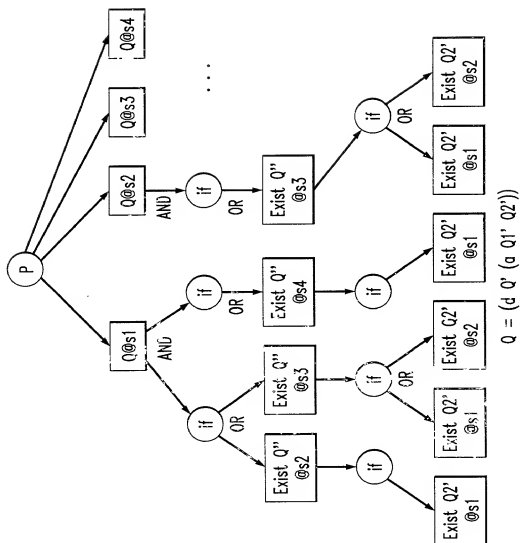 P
Q@s1
Q@s2
Q@s3
Q@s4
AND
AND
if
if
if
. . .
OR
OR
OR
Exist Q"
@s2
Exist Q"
@s3
Exist Q"
@s4
Exist Q"
@s3
if
if
if
if
OR
OR
Exist Q2'
@s1
Exist Q2'
@s1
Exist Q2'
@s2
Exist Q2'
@s1
Exist Q2'
@s1
Exist Q2'
@s2
Q = (d Q' (a Q1' Q2'))